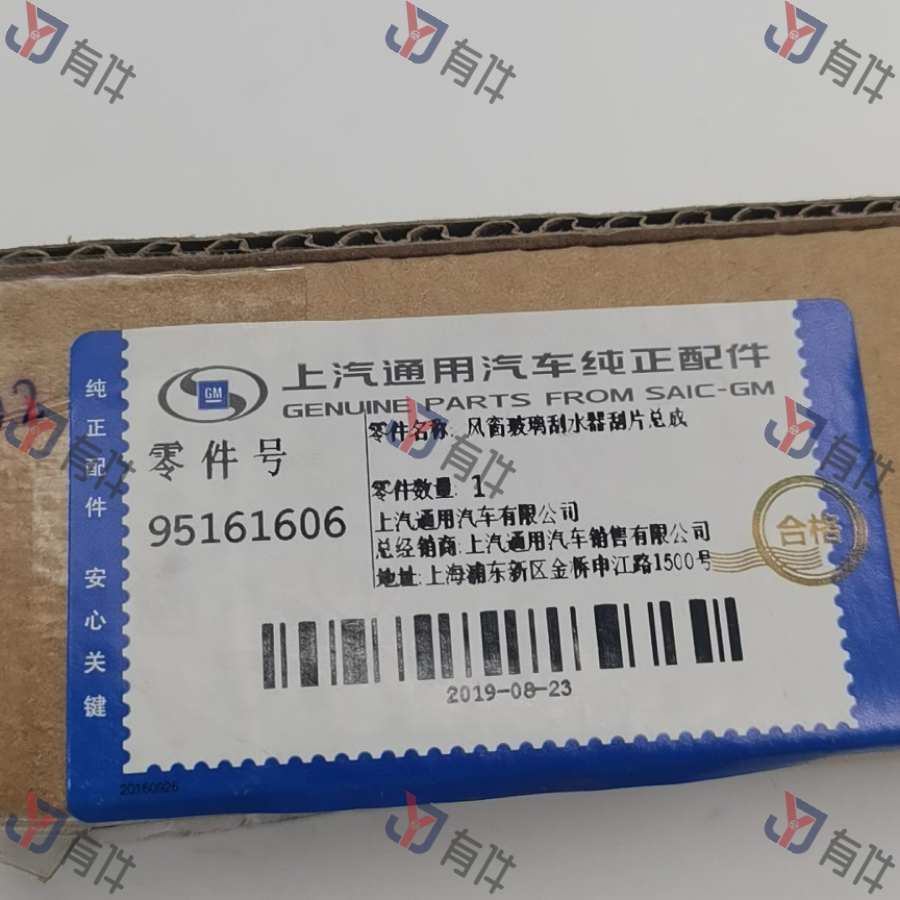 有件
有件
有件
上汽通用汽车纯正配件
GENUINE PARTS FROM SAIC-GM
GM
纯正配件 安心关键
零件号
95161606
零件名称: 风窗玻璃刮水器刮片总成
零件数量: 1
上汽通用汽车有限公司
总经销商:上汽通用汽车销售有限公司
地址:上海浦东新区金桥申江路1500号
合格
2019-08-23
20160926
有件
有件
有件
有件
有件
有件